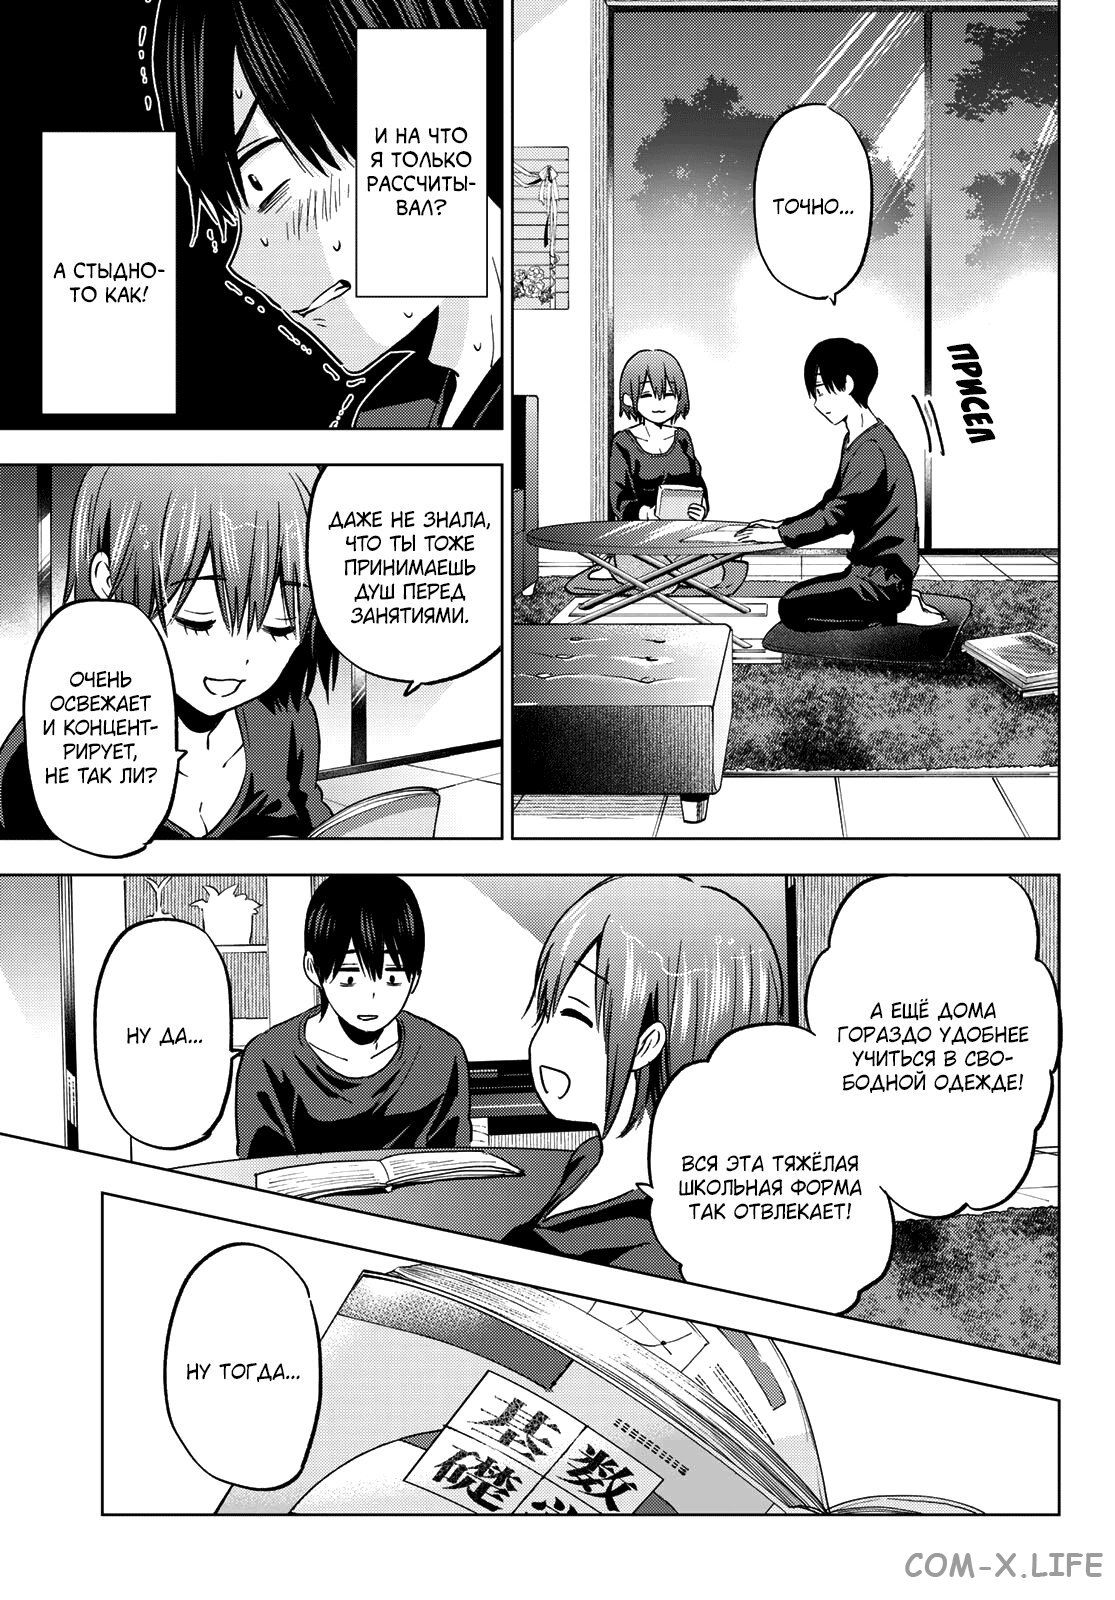 ТОЧНО...
ПРИСЕЛ
И НА ЧТО
Я ТОЛЬКО
РАССЧИТЫ-
ВАЛ?
А СТЫДНО-
ТО КАК!
ДАЖЕ НЕ ЗНАЛА,
ЧТО ТЫ ТОЖЕ
ПРИНИМАЕШЬ
ДУШ ПЕРЕД
ЗАНЯТИЯМИ.
ОЧЕНЬ
ОСВЕЖАЕТ
И КОНЦЕНТ-
РИРУЕТ,
НЕ ТАК ЛИ?
А ЕЩЁ ДОМА
ГОРАЗДО УДОБНЕЕ
УЧИТЬСЯ В СВО-
БОДНОЙ ОДЕЖДЕ!
ВСЯ ЭТА ТЯЖЁЛАЯ
ШКОЛЬНАЯ ФОРМА
ТАК ОТВЛЕКАЕТ!
НУ ДА...
НУ ТОГДА...
基礎
数
COM-X.LIFE